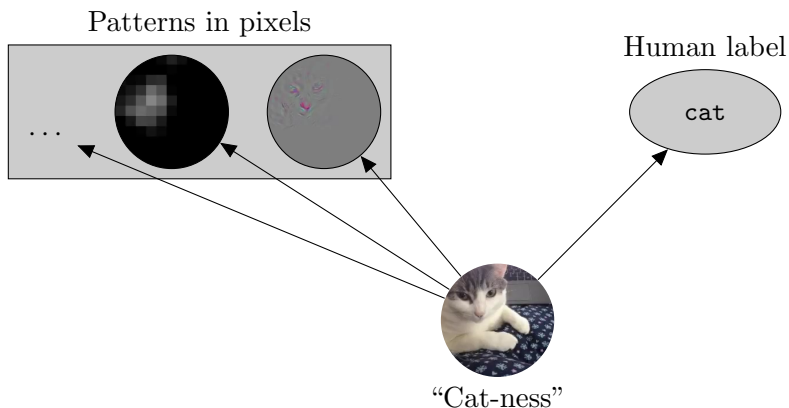 Patterns in pixels
Human label
cat
. . .
“Cat-ness”